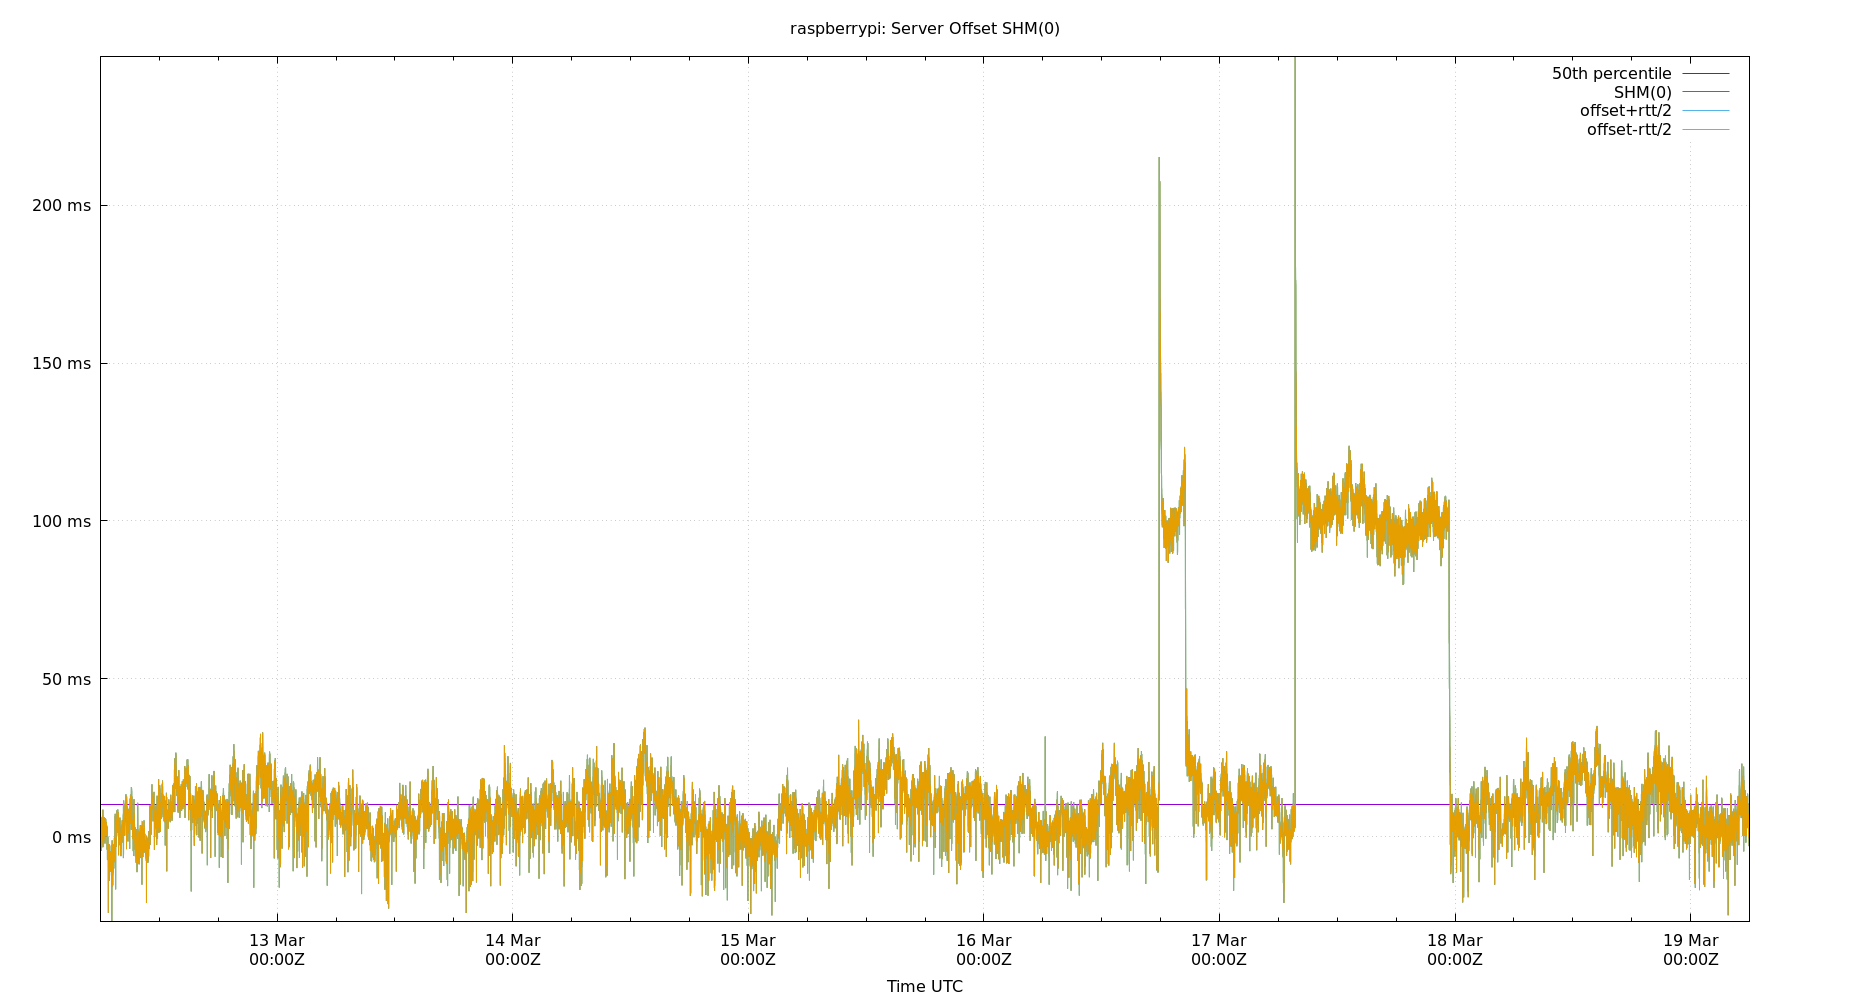 raspberrypi: Server Offset SHM(0)
50th percentile
SHM(0)
offset+rtt/2
offset-rtt/2
200 ms
150 ms
100 ms
50 ms
0 ms
13 Mar 14 Mar 15 Mar 16 Mar 17 Mar 18 Mar 19 Mar
00:00Z 00:00Z 00:00Z 00:00Z 00:00Z 00:00Z 00:00Z
Time UTC